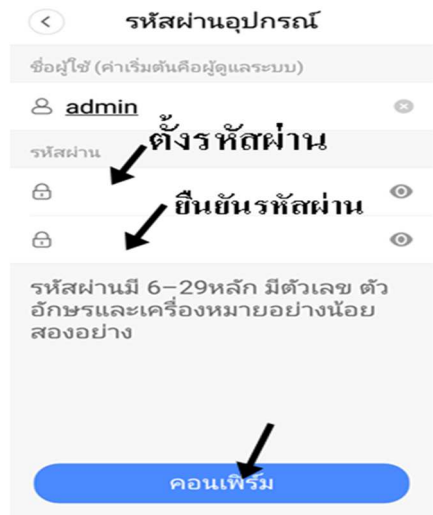 รหัสผ่านอุปกรณ์
ชื่อผู้ใช้ (ค่าเริ่มต้นคือผู้ดูแลระบบ)
admin
ตั้งรหัสผ่าน
รหัสผ่าน
ยืนยันรหัสผ่าน
รหัสผ่านมี 6-29หลัก มีตัวเลข ตัว
อักษรและเครื่องหมายอย่างน้อย
สองอย่าง
คอนเฟิร์ม